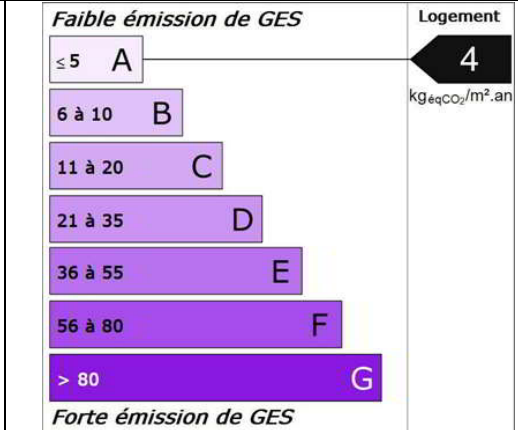 Faible émission de GES
Logement
≤ 5 A
4
kgéqCO₂/m².an
6 à 10 B
11 à 20 C
21 à 35 D
36 à 55 E
56 à 80 F
> 80 G
Forte émission de GES